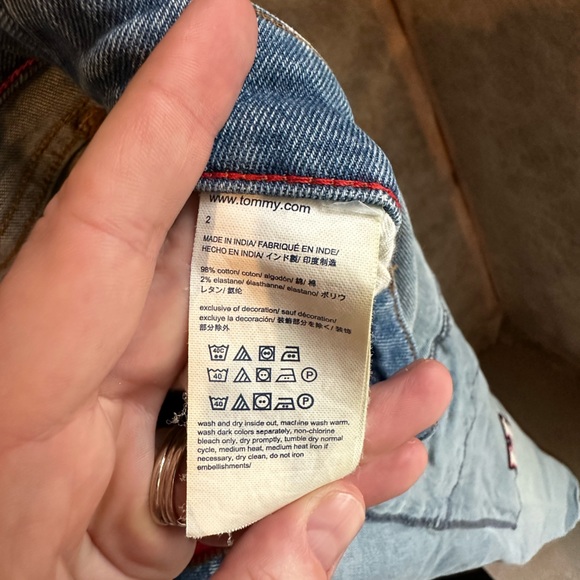 www.tommy.com
2
MADE IN INDIA/ FABRIQUÉ EN INDE/
HECHO EN INDIA/ インド製/ 印度制造
98% cotton/ coton/ algodón/ 綿/ 棉
2% elastane/ élasthanne/ elastano/ ポリウ
レタン/ 氨纶
exclusive of decoration/ sauf décoration/
excluye la decoración/ 装飾部分を除く/ 装饰
部分除外
40C
40
P
40
P
wash and dry inside out, machine wash warm,
wash dark colors separately, non-chlorine
bleach only, dry promptly, tumble dry normal
cycle, medium heat, medium heat iron if
necessary, dry clean, do not iron
embellishments/